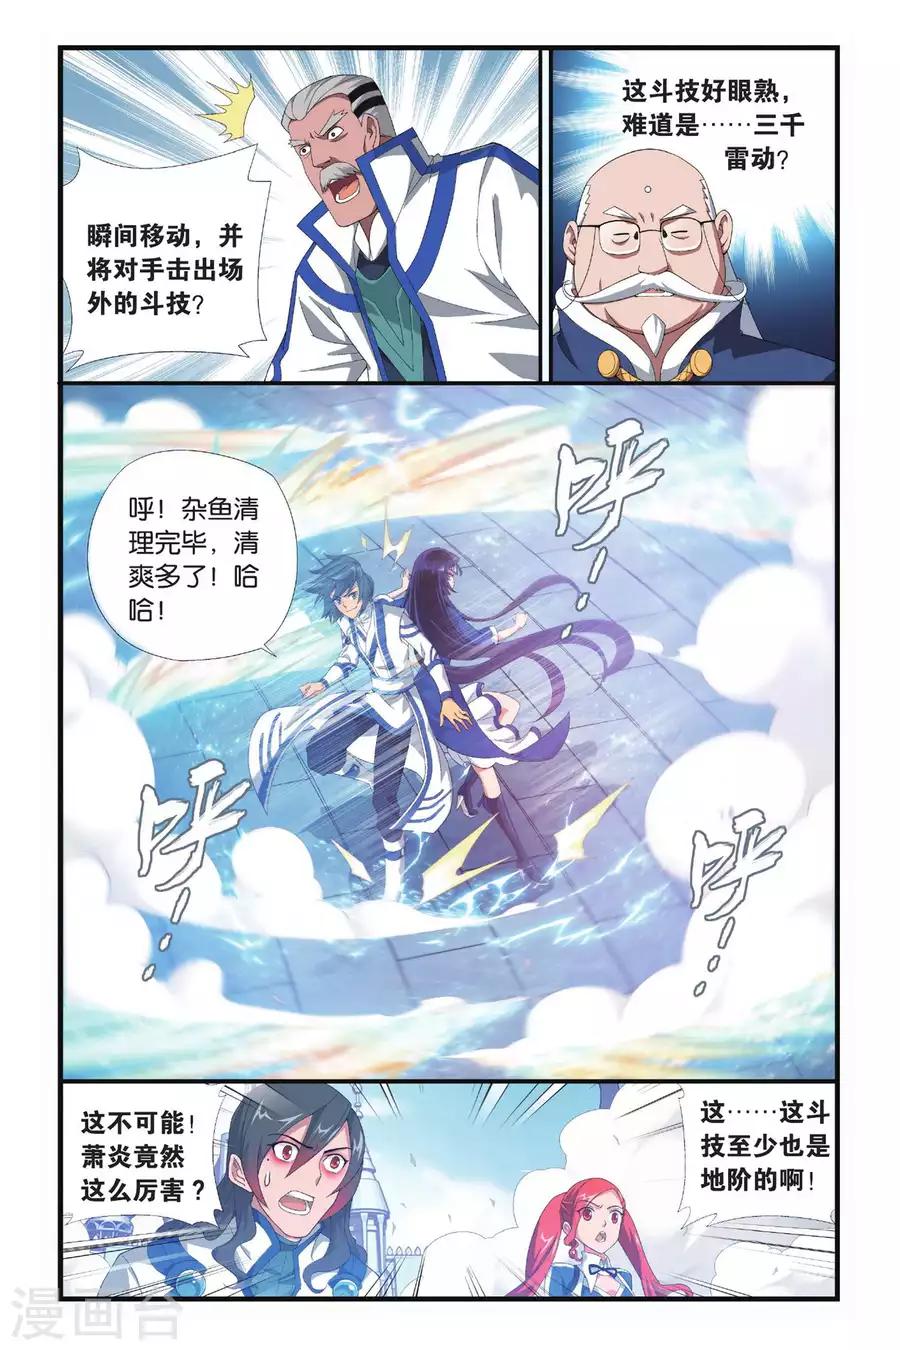 瞬间移动，并
将对手击出场
外的斗技？
这斗技好眼熟，
难道是……三千
雷动？
呼！杂鱼清
理完毕，清
爽多了！哈
哈！
呼…
呼…
呼…
这不可能！
萧炎竟然
这么厉害？
这……这斗
技至少也是
地阶的啊！
漫画台